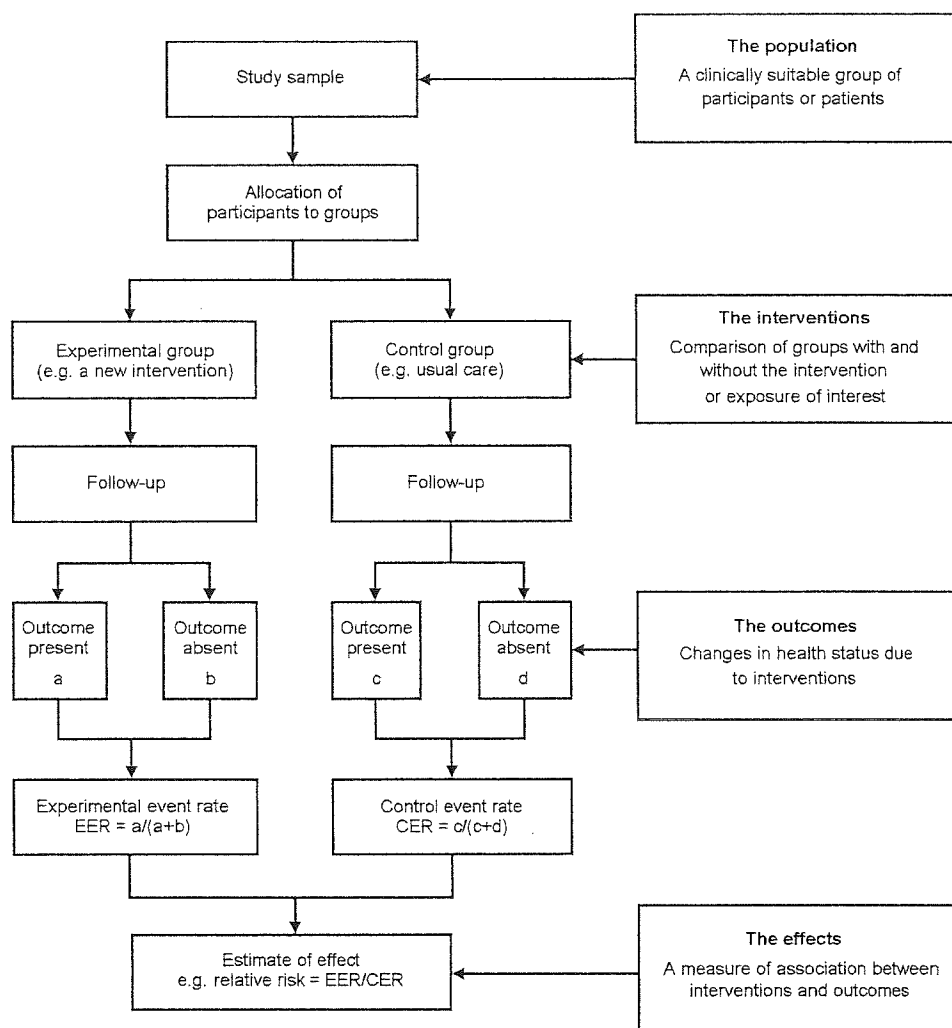 Study sample
The population
A clinically suitable group of
participants or patients
Allocation of
participants to groups
Experimental group
(e.g. a new intervention)
Control group
(e.g. usual care)
The interventions
Comparison of groups with and
without the intervention
or exposure of interest
Follow-up
Follow-up
Outcome
present
a
Outcome
absent
b
Outcome
present
c
Outcome
absent
d
The outcomes
Changes in health status due
to interventions
Experimental event rate
EER = a/(a+b)
Control event rate
CER = c/(c+d)
Estimate of effect
e.g. relative risk = EER/CER
The effects
A measure of association between
interventions and outcomes